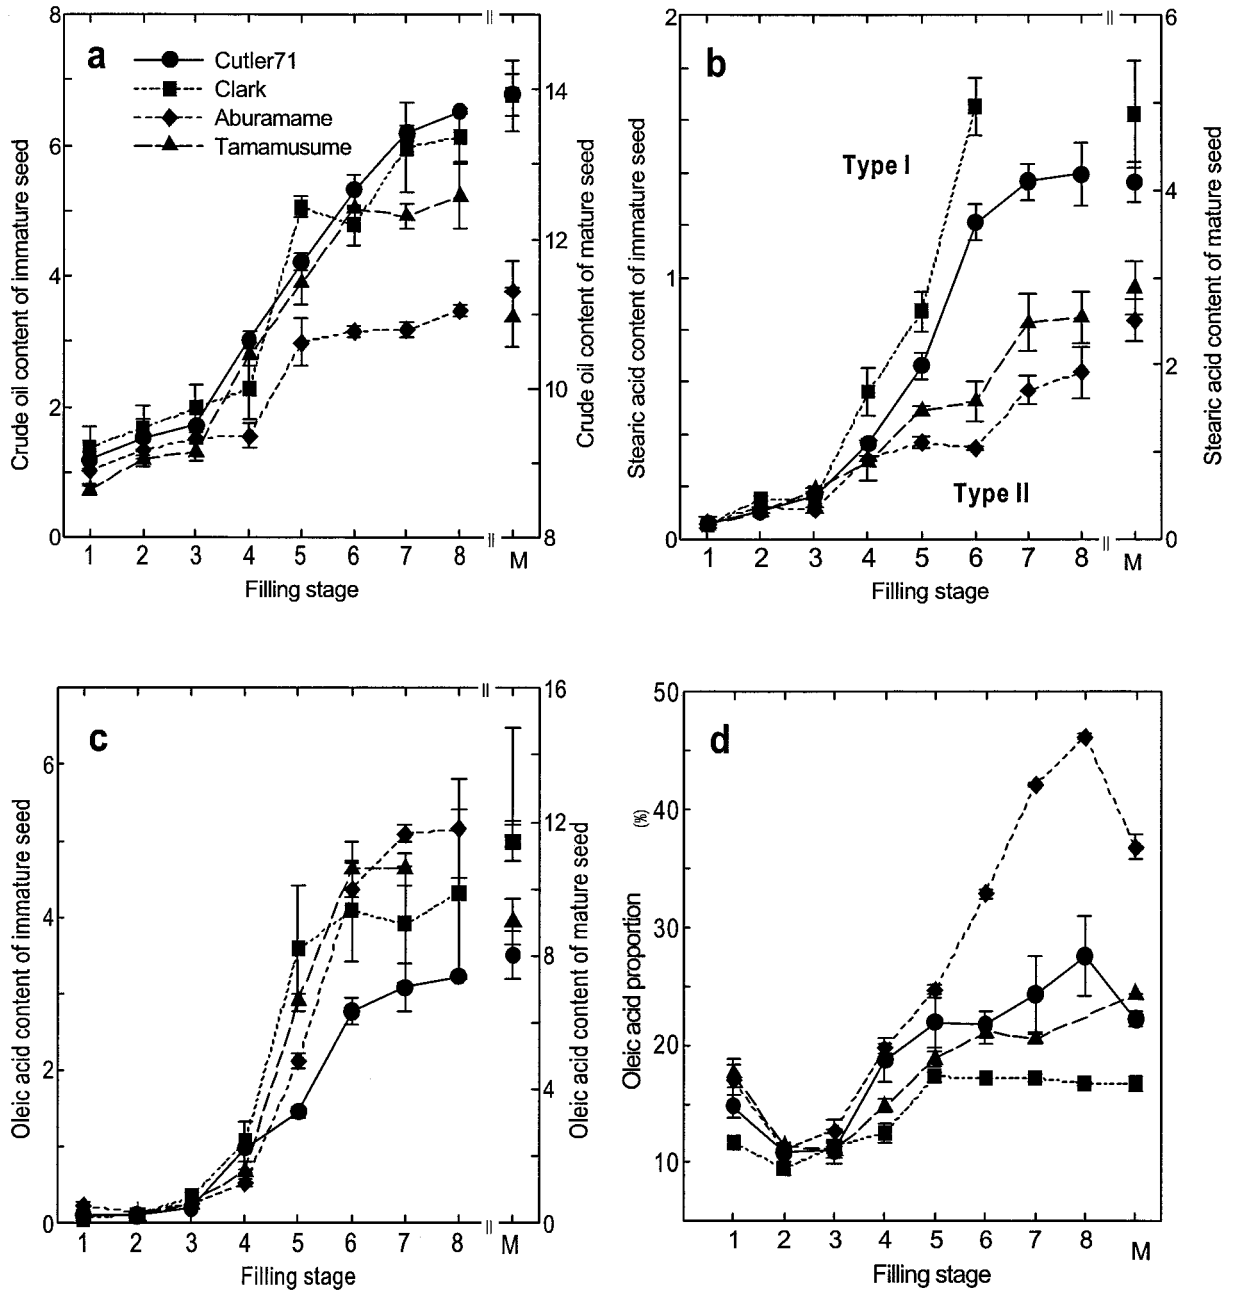 a
Cutler71
Clark
Aburamame
Tamamusume
8
6
4
2
0
14
12
10
8
Crude oil content of immature seed
Crude oil content of mature seed
1 2 3 4 5 6 7 8 M
Filling stage
b
Type I
Type II
2
1
0
6
4
2
0
Stearic acid content of immature seed
Stearic acid content of mature seed
1 2 3 4 5 6 7 8 M
Filling stage
c
6
4
2
0
16
12
8
4
0
Oleic acid content of immature seed
Oleic acid content of mature seed
1 2 3 4 5 6 7 8 M
Filling stage
d
50
40
30
20
10
Oleic acid proportion (%)
1 2 3 4 5 6 7 8 M
Filling stage